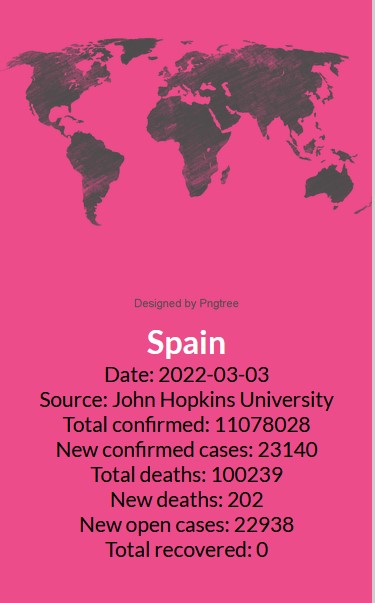 Designed by Pngtree
Spain
Date: 2022-03-03
Source: John Hopkins University
Total confirmed: 11078028
New confirmed cases: 23140
Total deaths: 100239
New deaths: 202
New open cases: 22938
Total recovered: 0